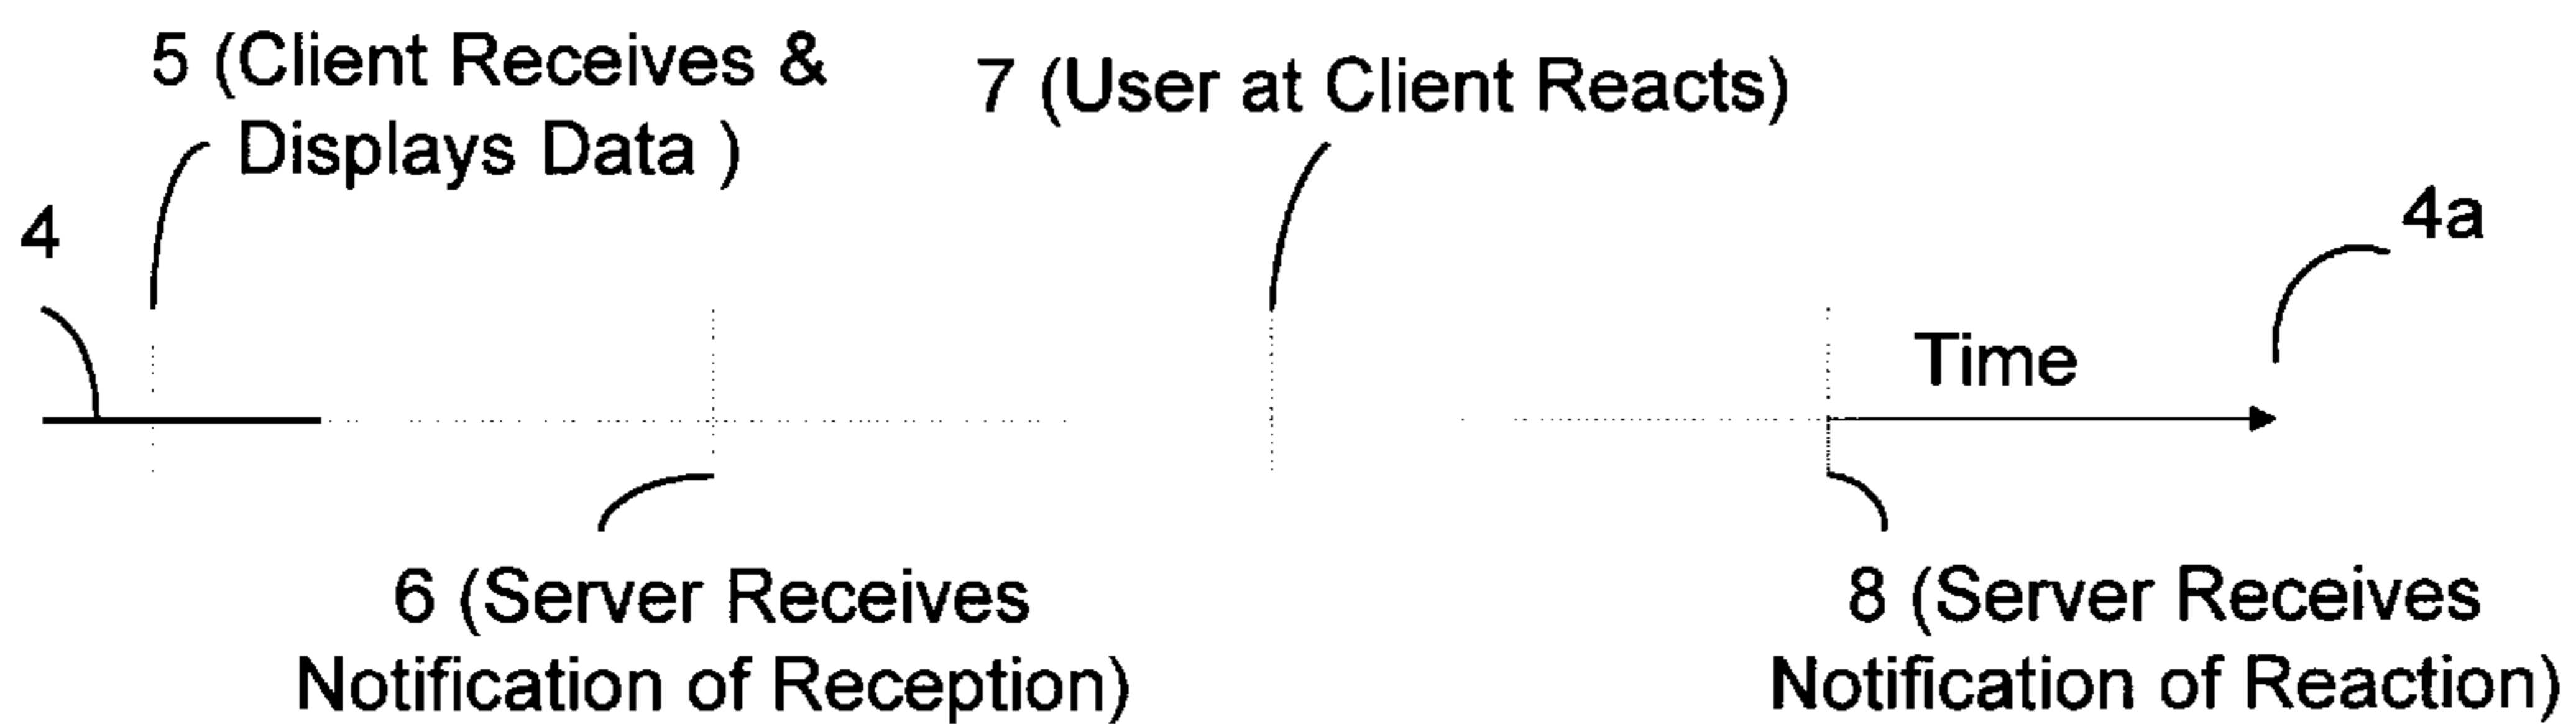 5 (Client Receives &
Displays Data )
7 (User at Client Reacts)
4
4a
Time
6 (Server Receives
Notification of Reception)
8 (Server Receives
Notification of Reaction)